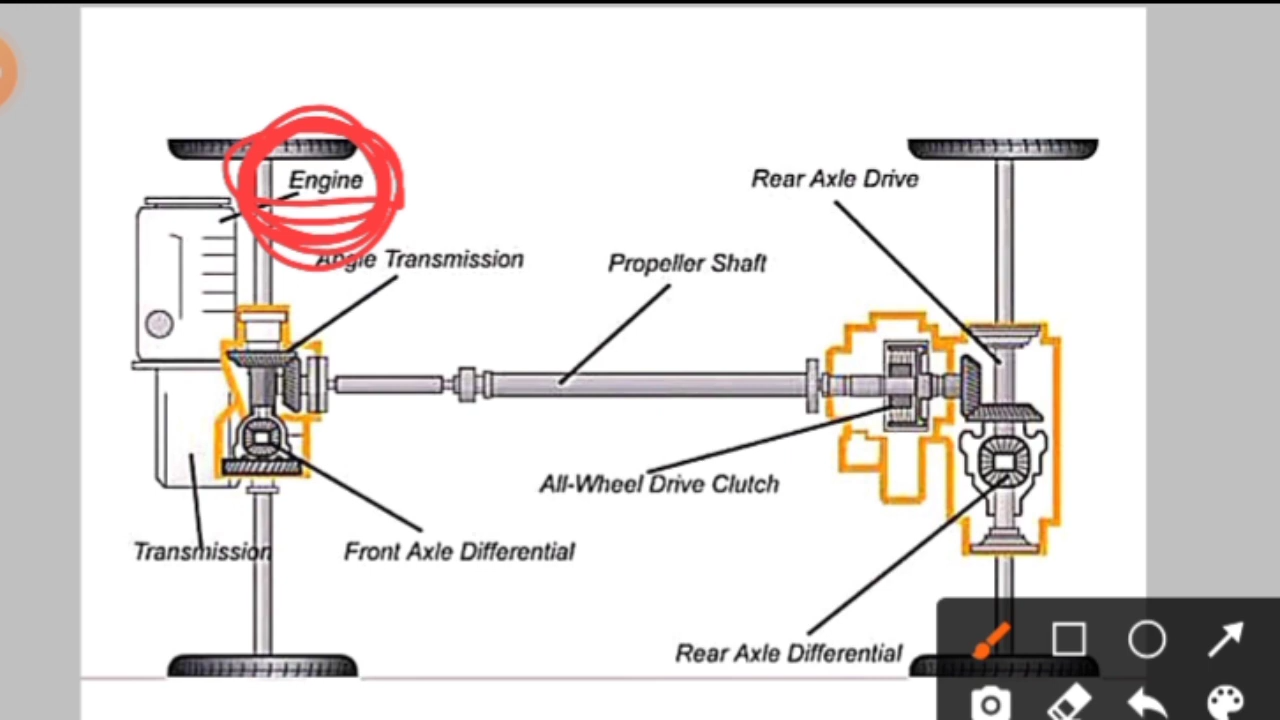 Engine
Rear Axle Drive
Angle Transmission
Propeller Shaft
All-Wheel Drive Clutch
Transmission
Front Axle Differential
Rear Axle Differential